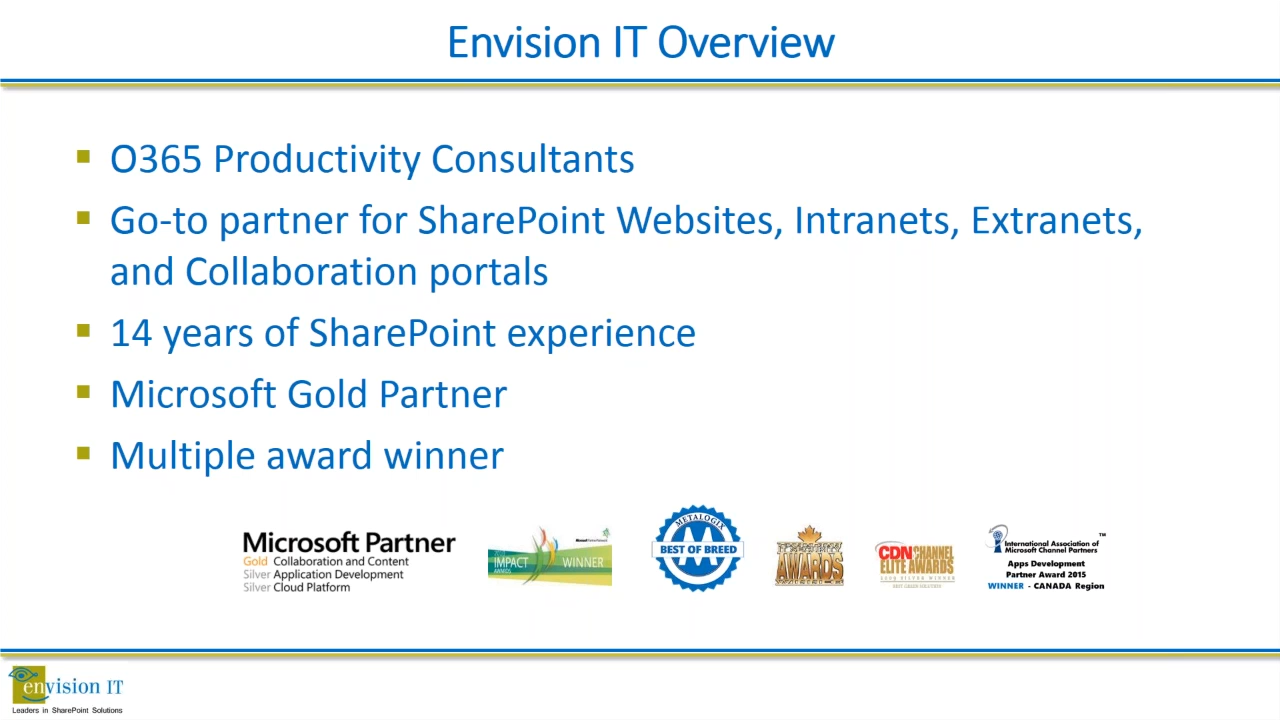 Envision IT Overview
O365 Productivity Consultants
Go-to partner for SharePoint Websites, Intranets, Extranets,
and Collaboration portals
14 years of SharePoint experience
Microsoft Gold Partner
Multiple award winner
Microsoft Partner
Gold Collaboration and Content
Silver Application Development
Silver Cloud Platform
IMPACT
AWARDS
WINNER
METALOGIX
BEST OF BREED
AWARDS
CDN CHANNEL
ELITE AWARDS
International Association of
Microsoft Channel Partners
TM
Apps Development
Partner Award 2015
WINNER - CANADA Region
envision IT
Leaders in SharePoint Solutions